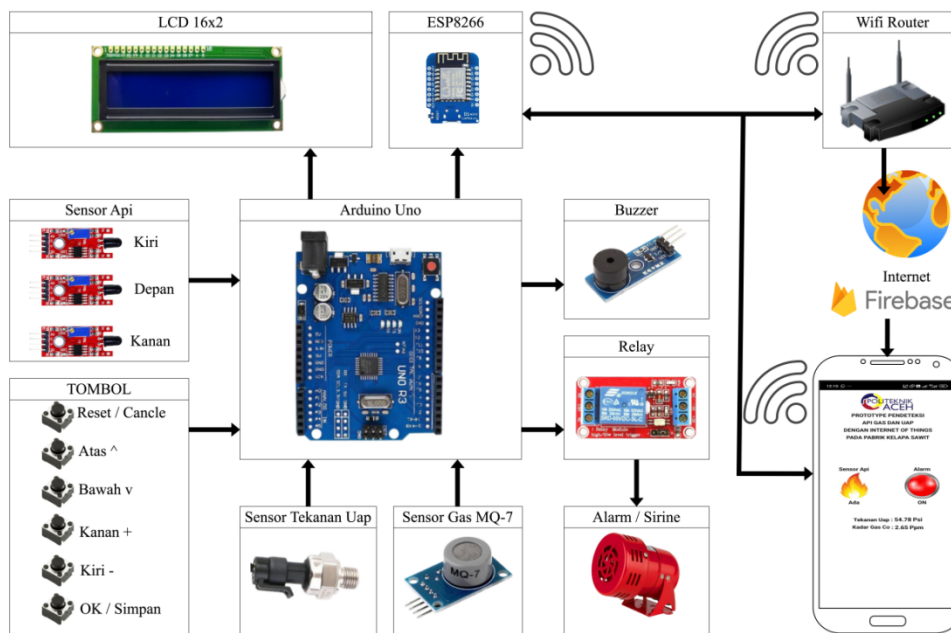 LCD 16x2
ESP8266
Wifi Router
Sensor Api
Kiri
Depan
Kanan
Arduino Uno
UNO R3
Buzzer
Internet
Firebase
Relay
TOMBOL
Reset / Cancle
Atas ^
Bawah v
Kanan +
Kiri -
OK / Simpan
Sensor Tekanan Uap
Sensor Gas MQ-7
MQ-7
Alarm / Sirine
POLITEKNIK
ACEH
PROTOTYPE PENDETEKSI
API GAS DAN UAP
DENGAN INTERNET OF THINGS
PADA PABRIK KELAPA SAWIT
Sensor Api
Alarm
Ada
ON
Tekanan Uap : 54.78 Psi
Kadar Gas Co : 2.65 Ppm